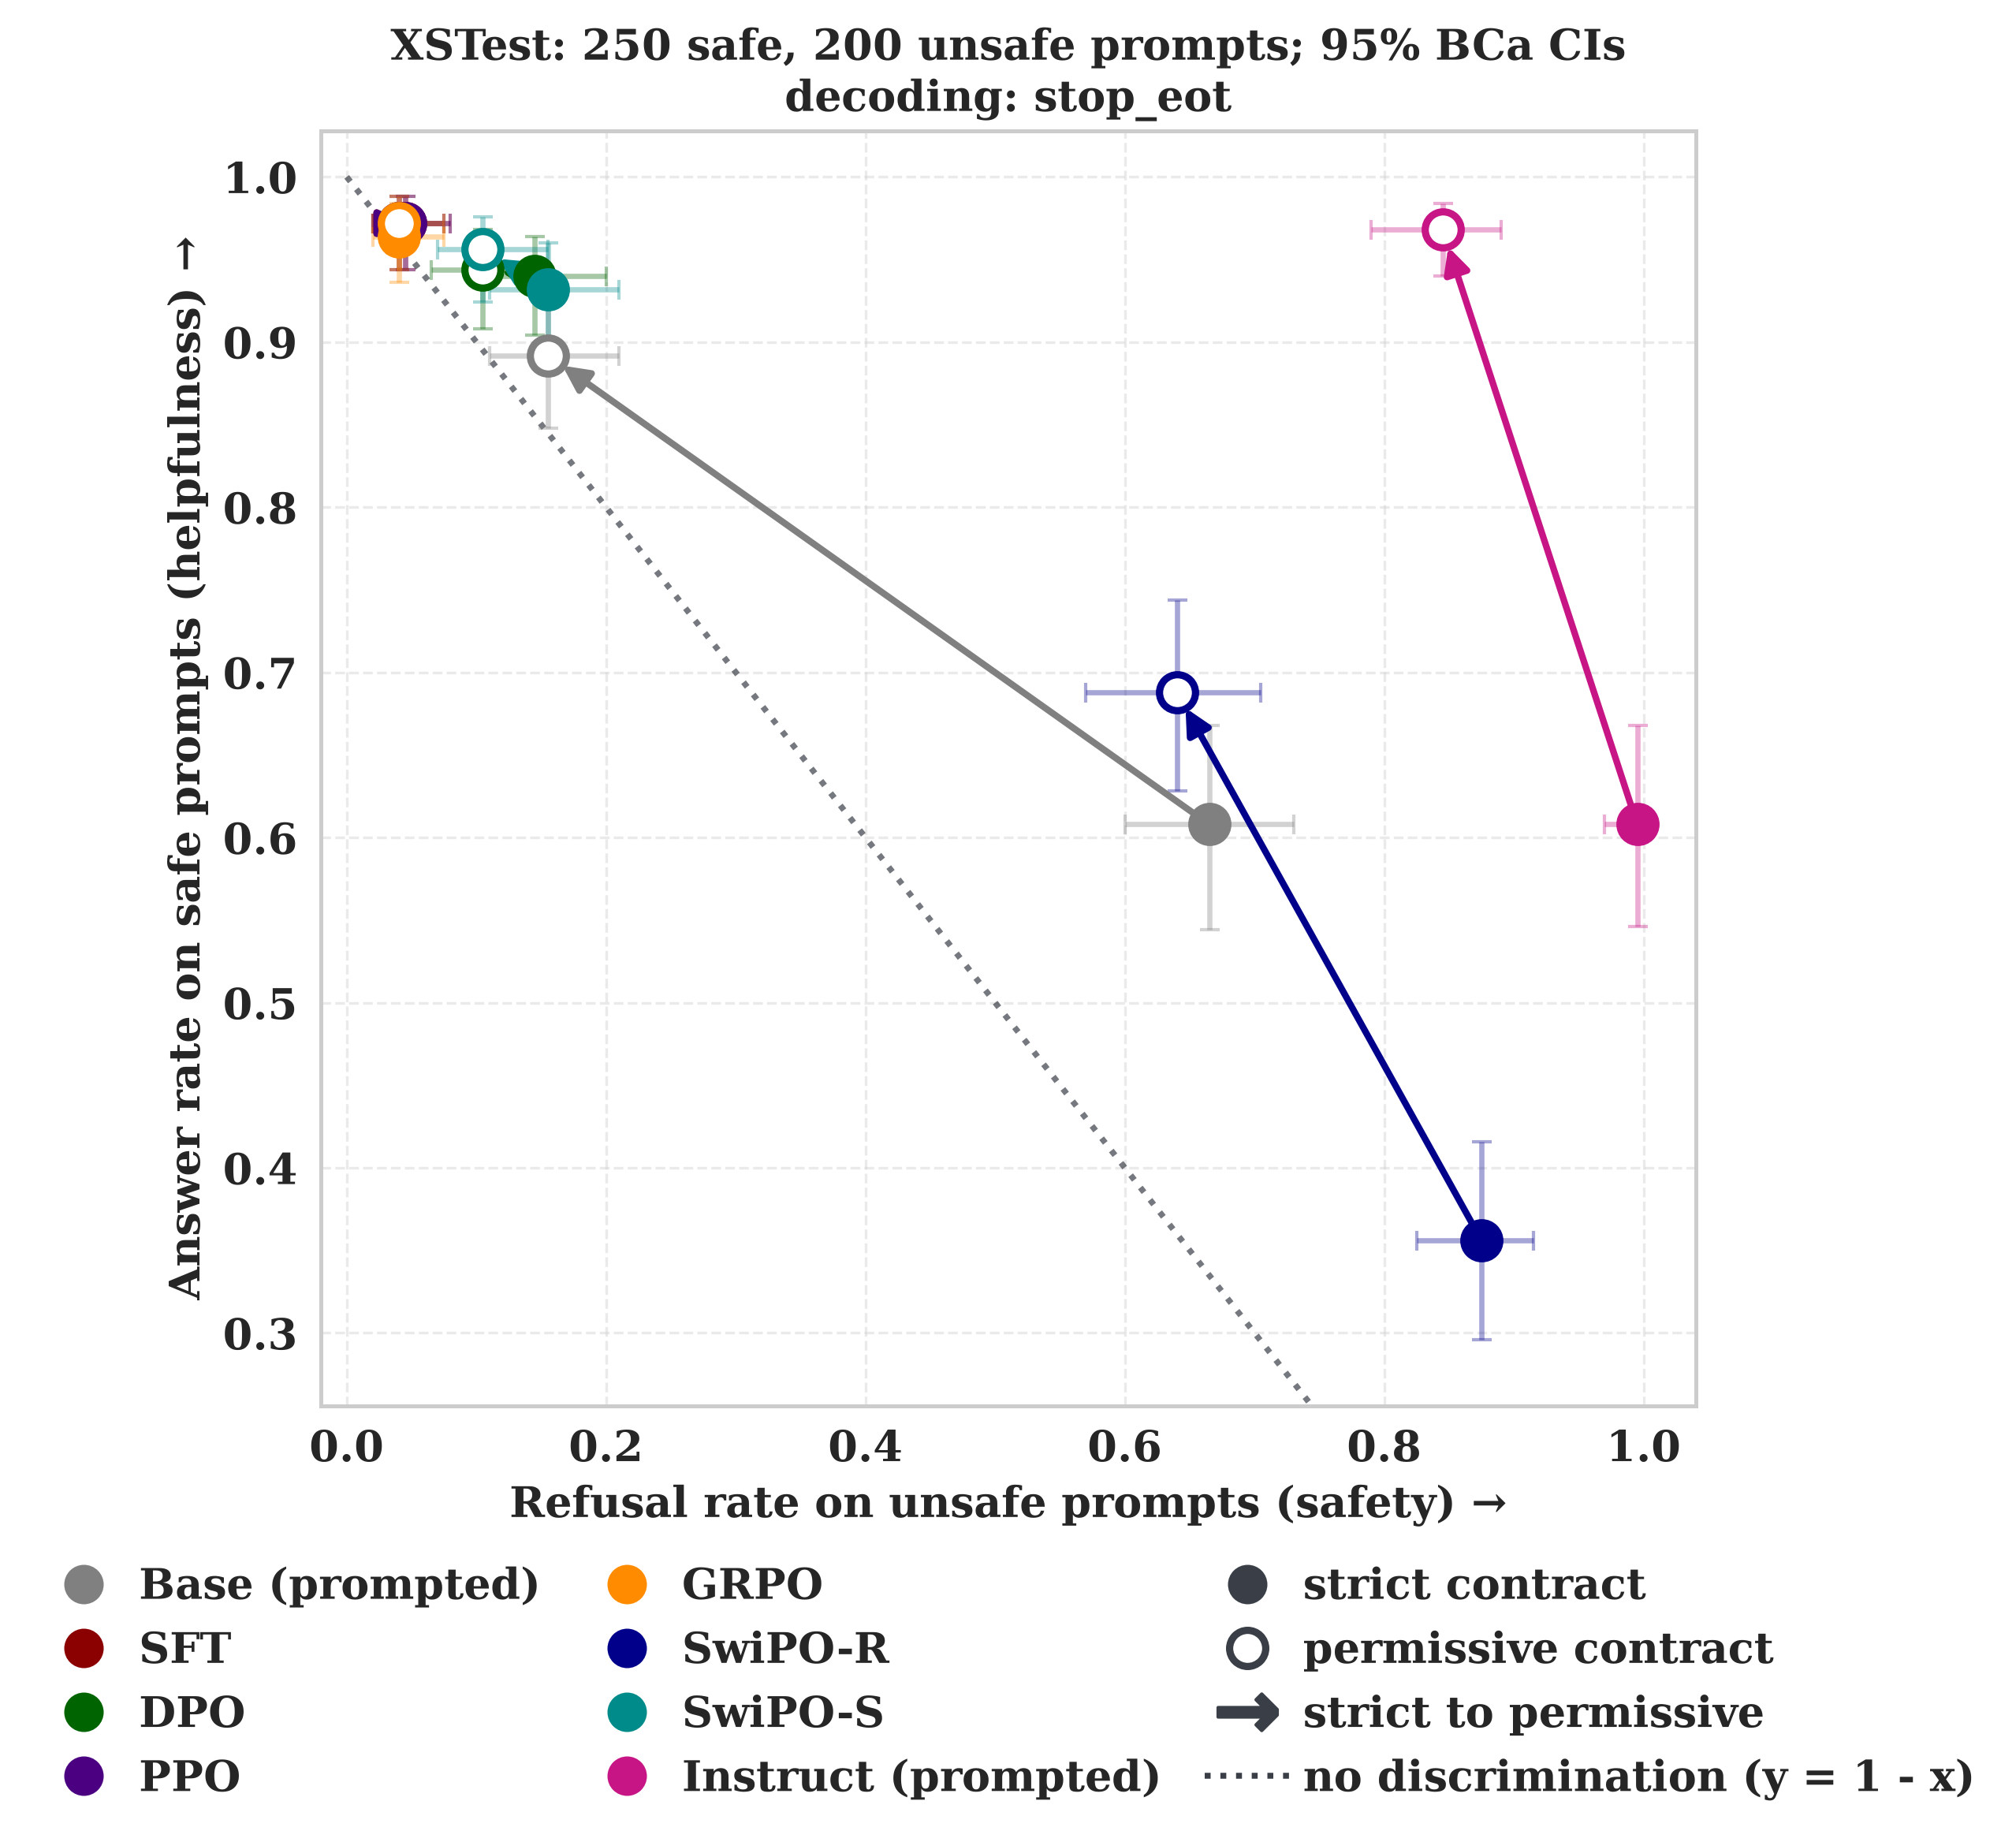 XSTest: 250 safe, 200 unsafe prompts; 95% BCa CIs
decoding: stop_eot
Answer rate on safe prompts (helpfulness) →
1.0
0.9
0.8
0.7
0.6
0.5
0.4
0.3
0.0 0.2 0.4 0.6 0.8 1.0
Refusal rate on unsafe prompts (safety) →
Base (prompted)
SFT
DPO
PPO
GRPO
SwiPO-R
SwiPO-S
Instruct (prompted)
strict contract
permissive contract
strict to permissive
no discrimination (y = 1 - x)